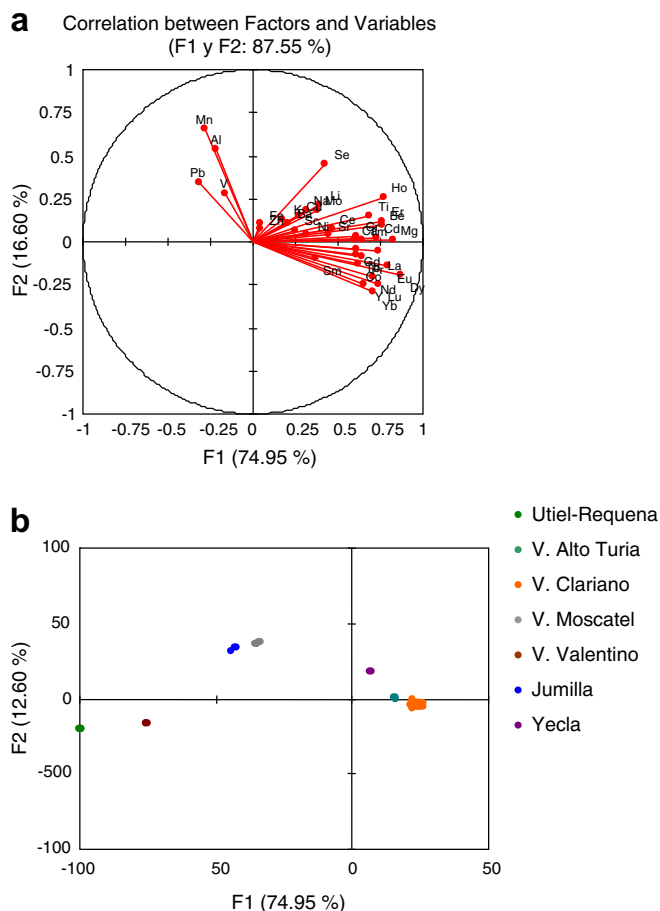 a
Correlation between Factors and Variables
(F1 y F2: 87.55 %)
F2 (16.60 %)
1
0.75
0.5
0.25
0
-0.25
-0.5
-0.75
-1
Mn
Al
Pb
V
Se
Ho
Li
Na
Mo
Ti
Er
Be
K
Sc
Ce
Ni
Sr
Cd
Mg
Sm
Gd
La
Co
Eu
Nd
Dy
Y
Lu
Yb
-1
-0.75
-0.5
-0.25
0
0.25
0.5
0.75
1
F1 (74.95 %)
b
F2 (12.60 %)
100
50
0
-500
-100
-100
50
0
50
F1 (74.95 %)
Utiel-Requena
V. Alto Turia
V. Clariano
V. Moscatel
V. Valentino
Jumilla
Yecla